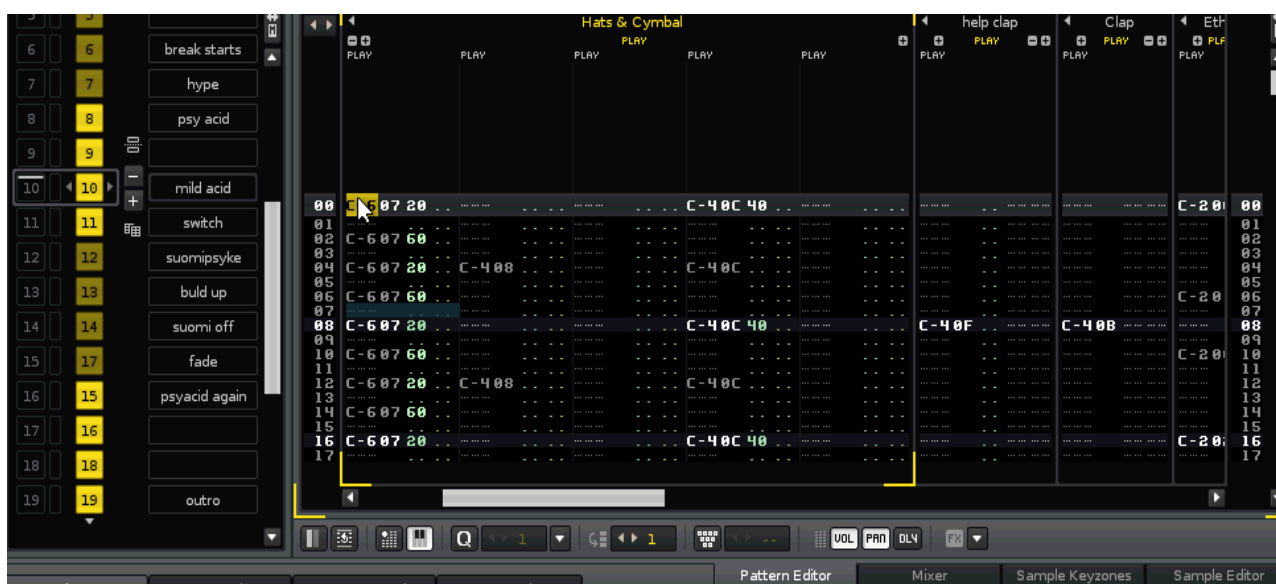 Hats & Cymbal help clap Clap Eth
PLAY PLAY PLAY
PLAY PLAY PLAY PLAY PLAY PLAY PLAY PLAY
6 6 break starts
7 7 hype
8 8 psy acid
9 9
10 10 mild acid
11 11 switch
12 12 suomipsyke
13 13 buld up
14 14 suomi off
15 17 fade
16 15 psyacid again
17 16
18 18
19 19 outro
00 07 20 C-4 0C 40 C-2 0 00
01 01
02 C-6 07 60 02
03 03
04 C-6 07 20 C-4 08 C-4 0C 04
05 05
06 C-6 07 60 C-2 0 06
07 07
08 C-6 07 20 C-4 0C 40 C-4 0F C-4 0B 08
09 09
10 C-6 07 60 C-2 0 10
11 11
12 C-6 07 20 C-4 08 C-4 0C 12
13 13
14 C-6 07 60 14
15 15
16 C-6 07 20 C-4 0C 40 C-2 0 16
17 17
Q 1 1 -- VOL PAN DLY FX
Pattern Editor Mixer Sample Keyzones Sample Editor